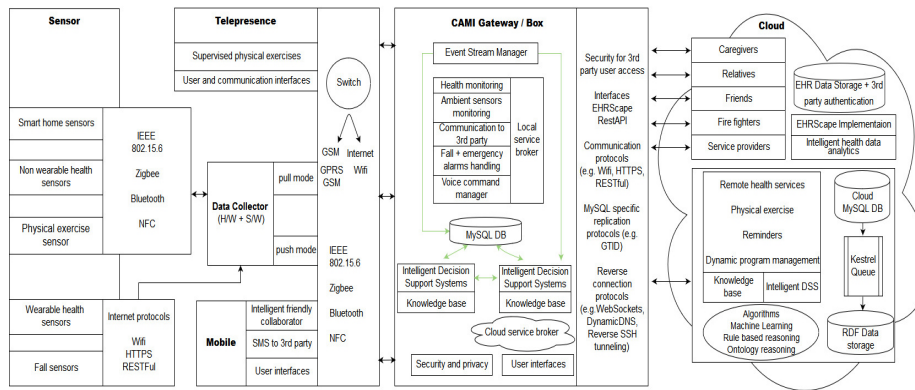 Sensor
Smart home sensors
Non wearable health
sensors
Physical exercise
sensor
IEEE
802.15.6
Zigbee
Bluetooth
NFC
Wearable health
sensors
Fall sensors
Internet protocols
Wifi
HTTPS
RESTFul
Telepresence
Supervised physical exercises
User and communication interfaces
Data Collector
(H/W + S/W)
pull mode
push mode
Mobile
Intelligent friendly
collaborator
SMS to 3rd party
User interfaces
Switch
GSM
Internet
GPRS
Wifi
GSM
IEEE
802.15.6
Zigbee
Bluetooth
NFC
CAMI Gateway / Box
Event Stream Manager
Health monitoring
Ambient sensors
monitoring
Communication to
3rd party
Fall + emergency
alarms handling
Voice command
manager
Local
service
broker
MySQL DB
Intelligent Decision
Support Systems
Knowledge base
Intelligent Decision
Support Systems
Knowledge base
Cloud service broker
Security and privacy
User interfaces
Security for 3rd
party user access
Interfaces
EHRScape
RestAPI
Communication
protocols
(e.g. Wifi, HTTPS,
RESTful)
MySQL specific
replication
protocols (e.g.
GTID)
Reverse
connection
protocols
(e.g.WebSockets,
DynamicDNS,
Reverse SSH
tunneling)
Cloud
Caregivers
Relatives
Friends
Fire fighters
Service providers
EHR Data Storage + 3rd
party authentication
EHRScape Implementaion
Intelligent health data
analytics
Remote health services
Physical exercise
Reminders
Dynamic program management
Knowledge
base
Intelligent DSS
Algorithms
Machine Learning
Rule based reasoning
Ontology reasoning
Cloud
MySQL DB
Kestrel
Queue
RDF Data
storage